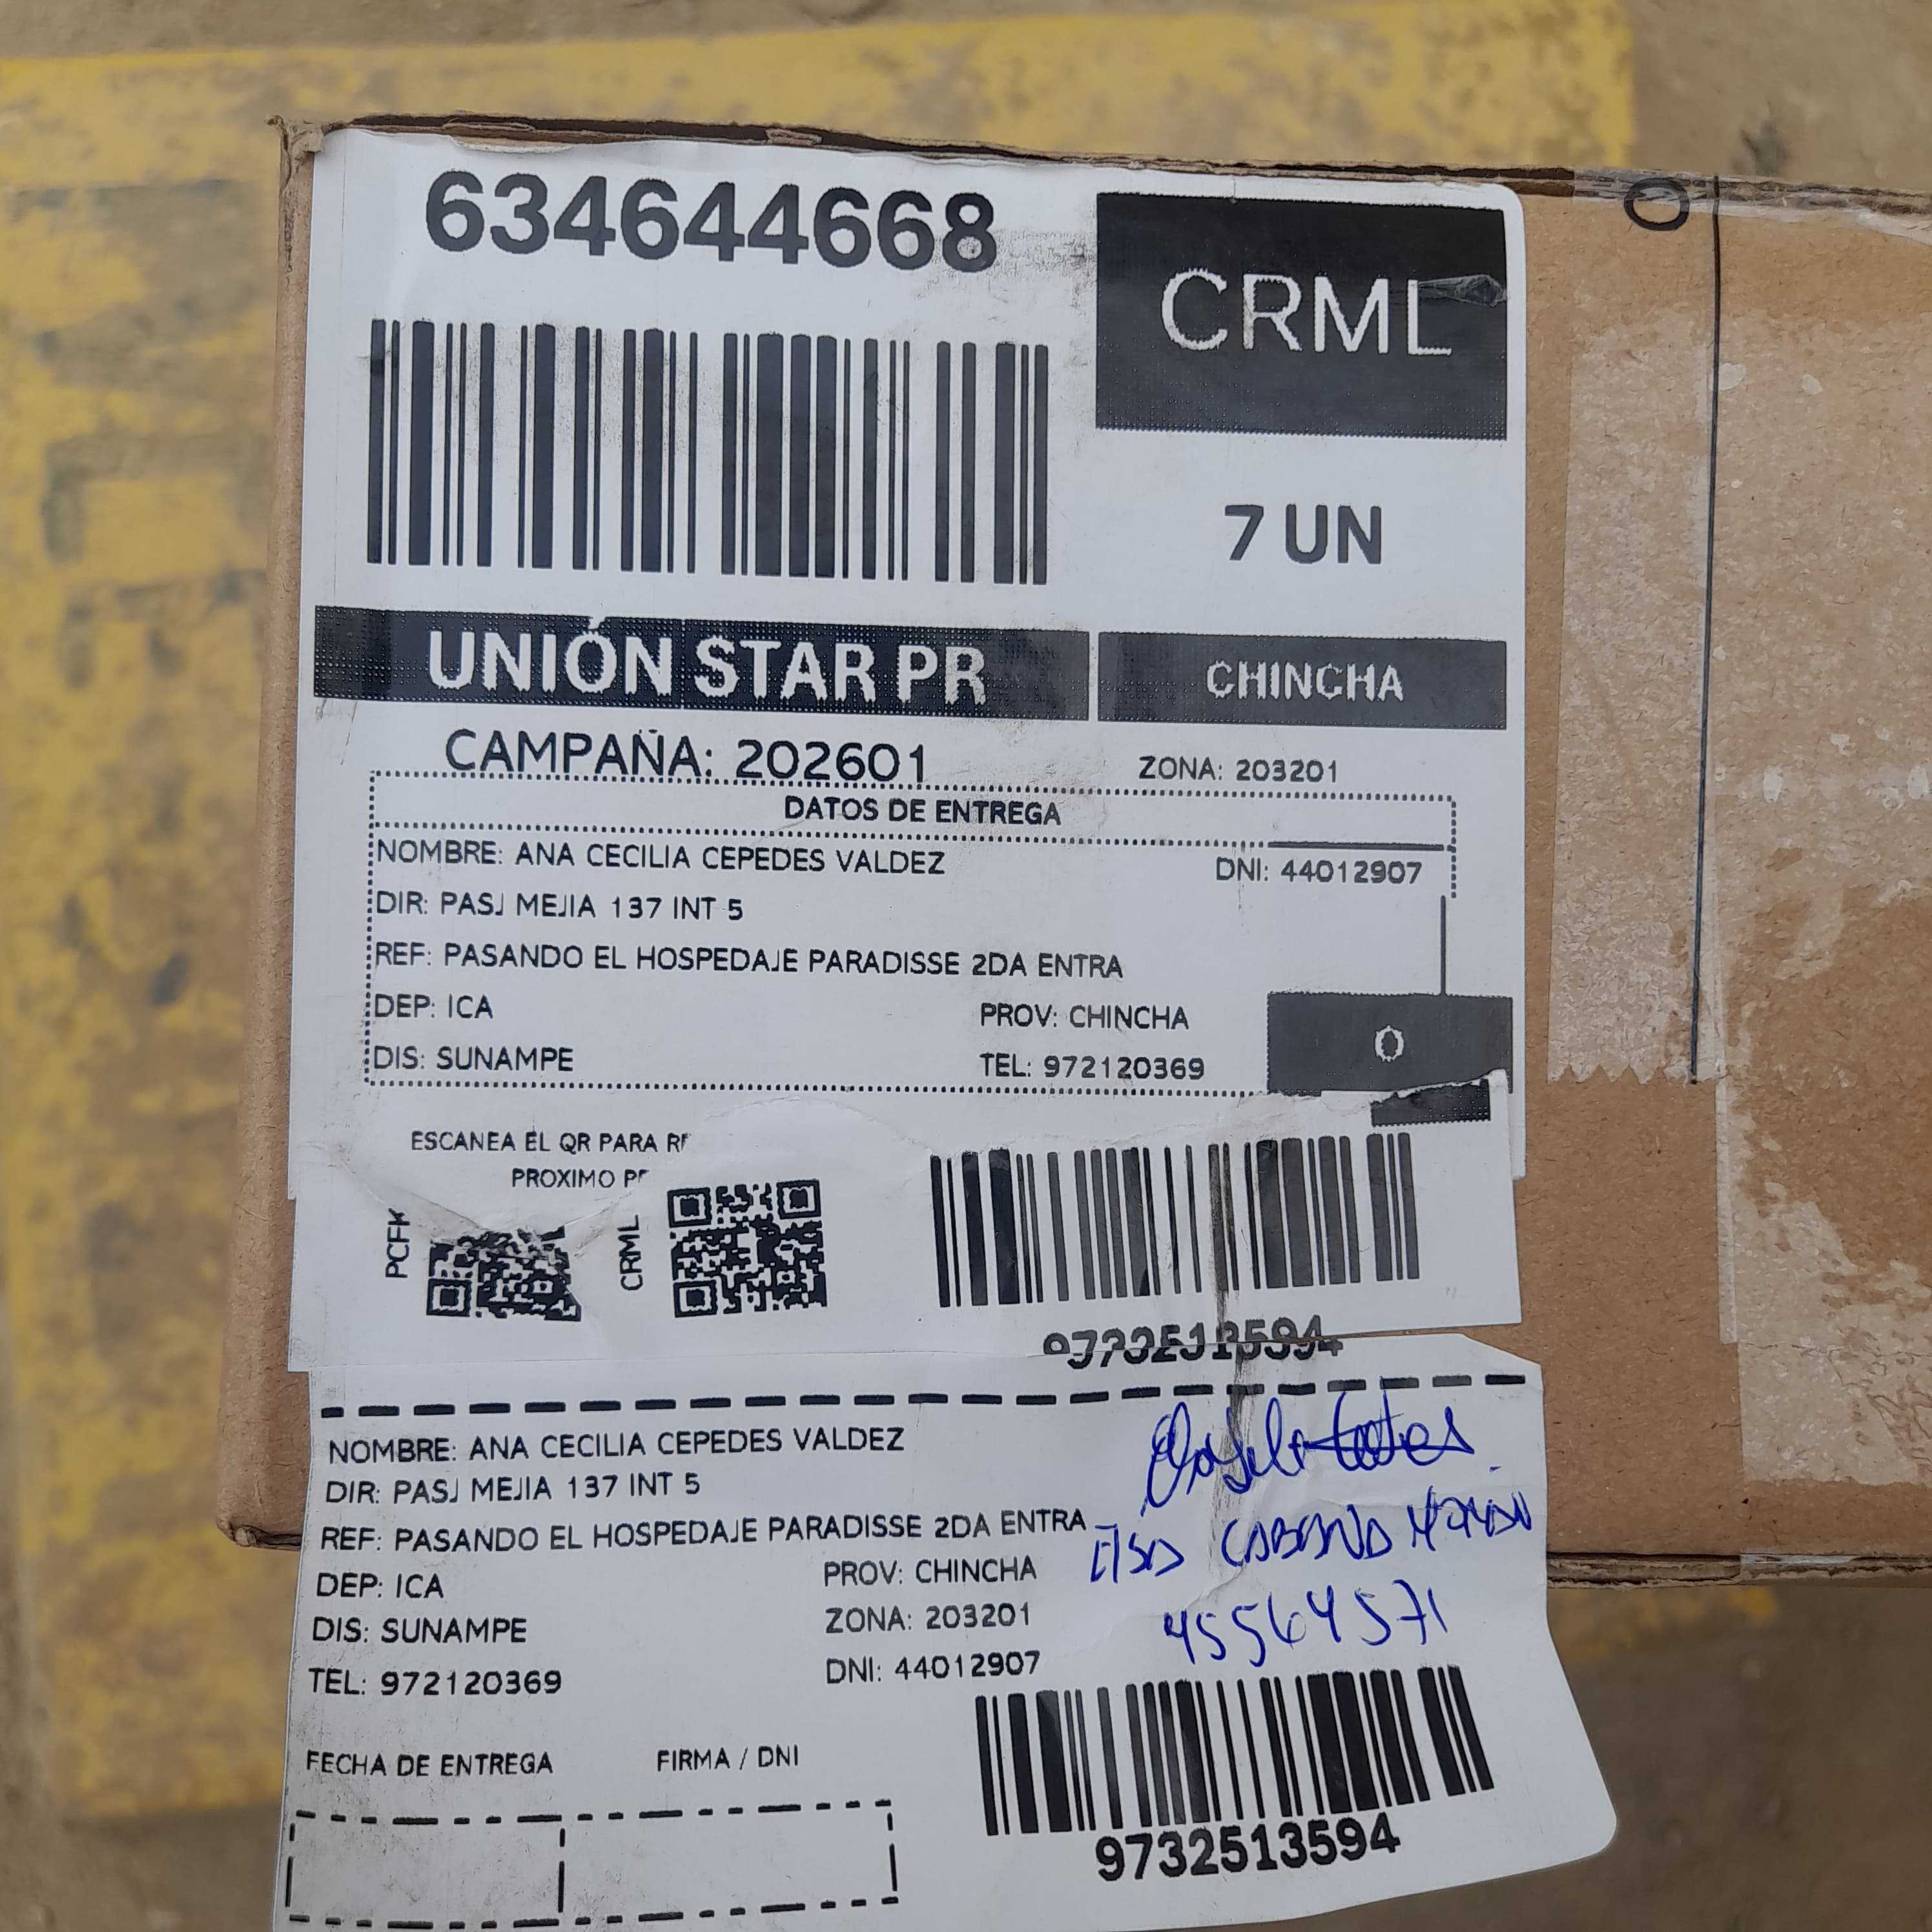 634644668
CRML
7 UN
UNIÓN STAR PR
CHINCHA
CAMPAÑA: 202601
ZONA: 203201
DATOS DE ENTREGA
NOMBRE: ANA CECILIA CEPEDES VALDEZ DNI: 44012907
DIR: PASJ MEJIA 137 INT 5
REF: PASANDO EL HOSPEDAJE PARADISSE 2DA ENTRA
DEP: ICA PROV: CHINCHA
O
DIS: SUNAMPE TEL: 972120369
ESCANEA EL QR PARA
PROXIMO
CRML
9732513594
NOMBRE: ANA CECILIA CEPEDES VALDEZ
DIR: PASJ MEJIA 137 INT 5
REF: PASANDO EL HOSPEDAJE PARADISSE 2DA ENTRA
DEP: ICA PROV: CHINCHA
DIS: SUNAMPE ZONA: 203201
TEL: 972120369 DNI: 44012907
45564571
FECHA DE ENTREGA FIRMA / DNI
9732513594